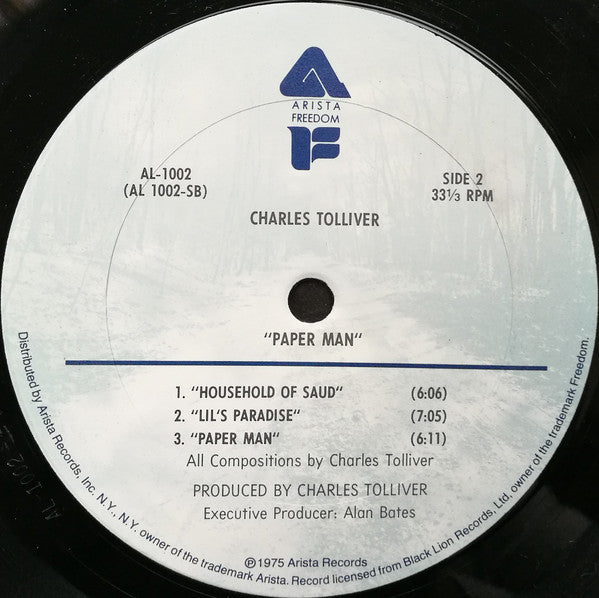 ARISTA
FREEDOM
AL-1002
(AL 1002-SB)
SIDE 2
33⅓ RPM
CHARLES TOLLIVER
"PAPER MAN"
1. "HOUSEHOLD OF SAUD" (6:06)
2. "LIL'S PARADISE" (7:05)
3. "PAPER MAN" (6:11)
All Compositions by Charles Tolliver
PRODUCED BY CHARLES TOLLIVER
Executive Producer: Alan Bates
℗1975 Arista Records
Distributed by Arista Records, Inc. N.Y., N.Y. owner of the trademark Arista. Record licensed from Black Lion Records, Ltd, owner of the trademark Freedom.
AL 1002